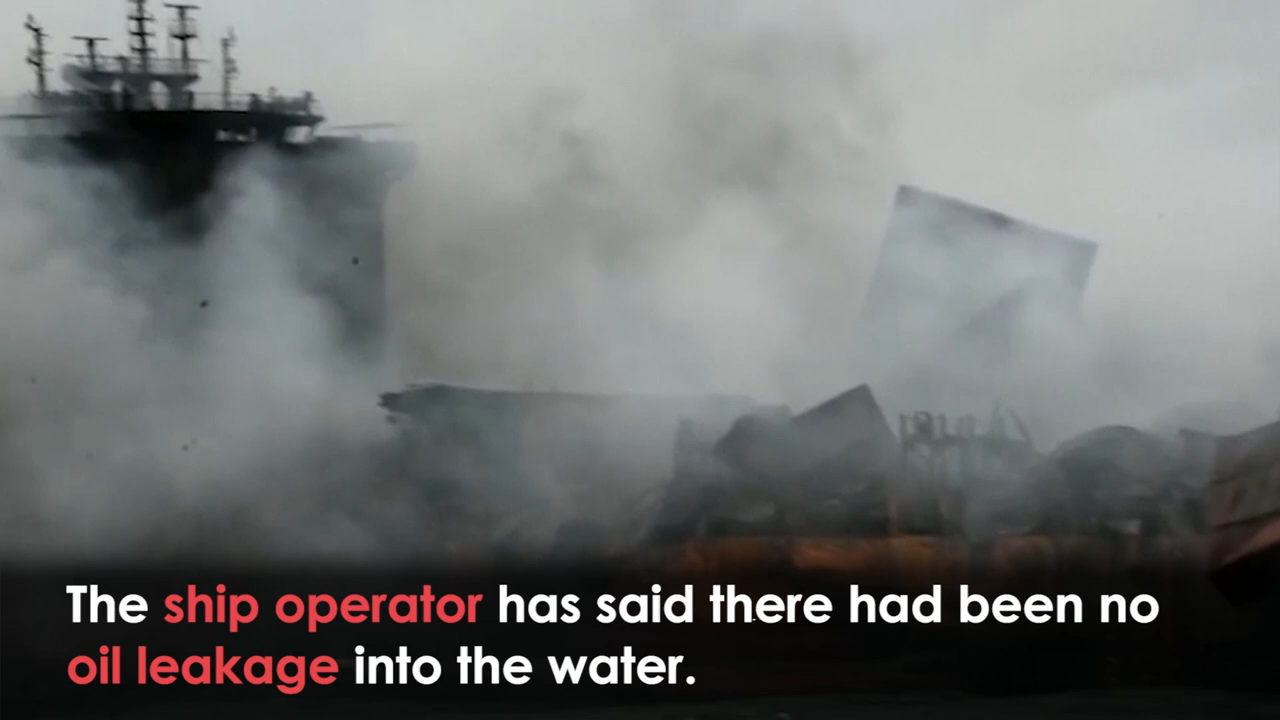 The ship operator has said there had been no
oil leakage into the water.